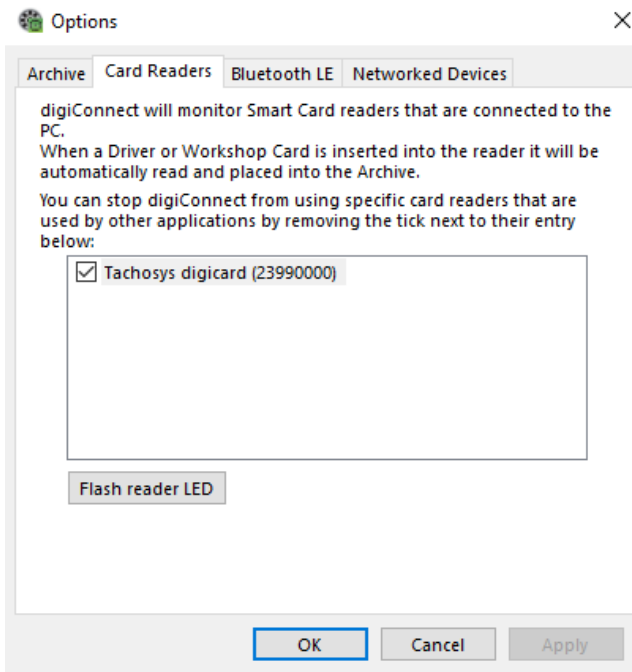 Options
Archive Card Readers Bluetooth LE Networked Devices
digiConnect will monitor Smart Card readers that are connected to the
PC.
When a Driver or Workshop Card is inserted into the reader it will be
automatically read and placed into the Archive.
You can stop digiConnect from using specific card readers that are
used by other applications by removing the tick next to their entry
below:
Tachosys digicard (23990000)
Flash reader LED
OK Cancel Apply